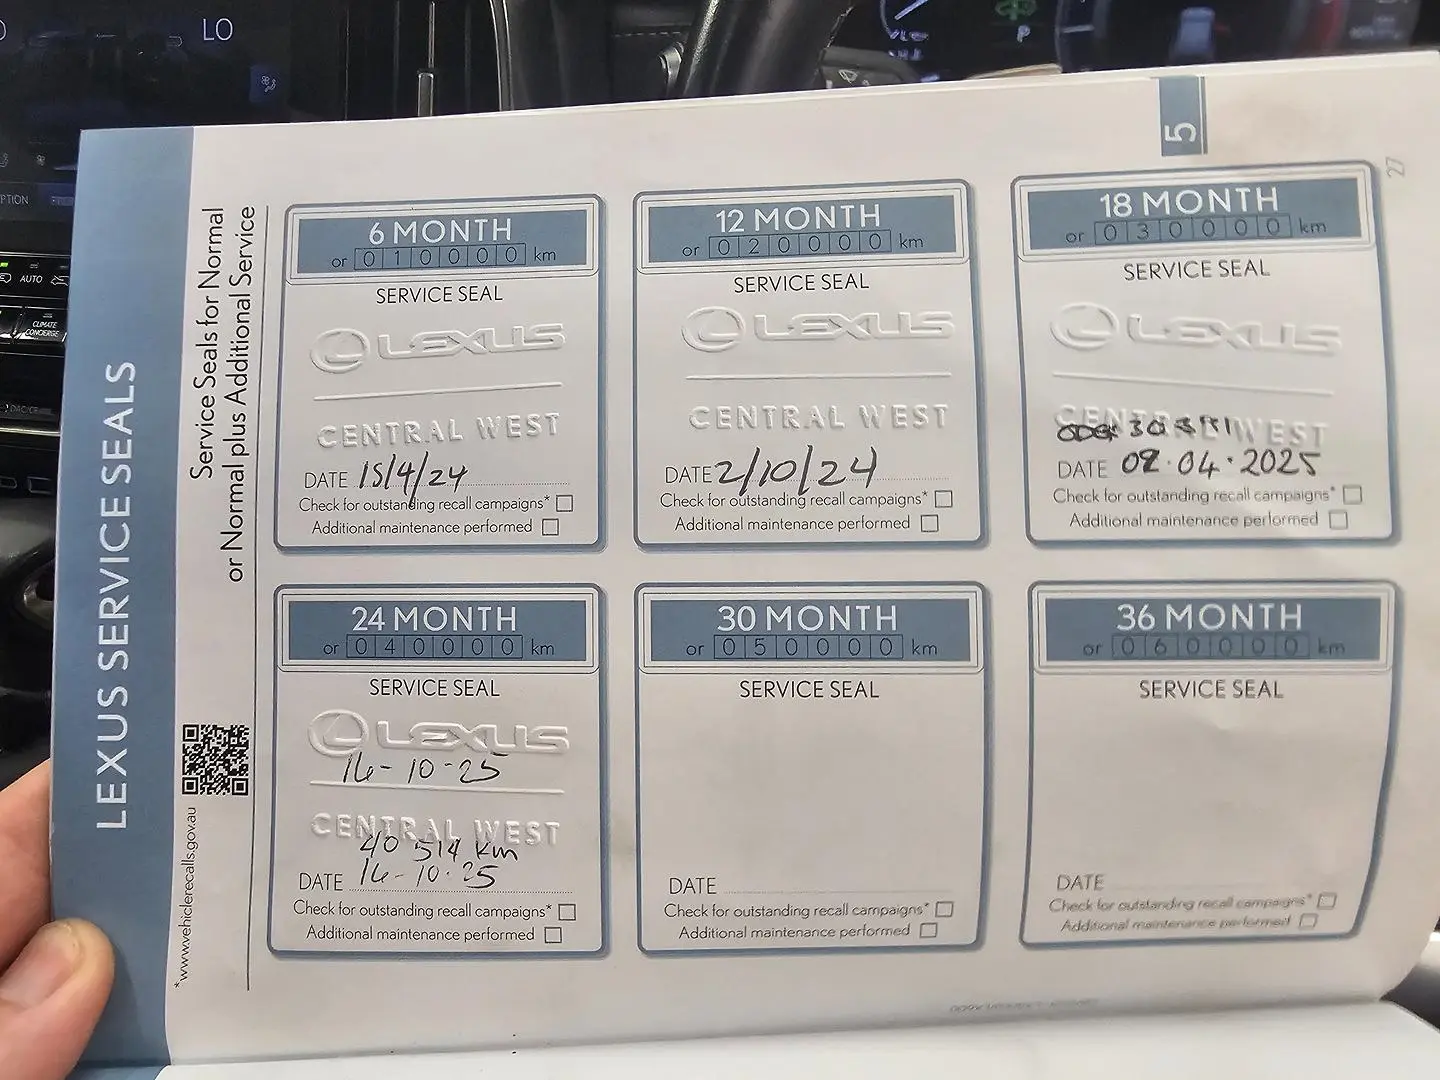 LO
P
AUTO
CLIMATE
CONCIERGE
5
27
LEXUS SERVICE SEALS
Service Seals for Normal
or Normal plus Additional Service
*www.vehiclerecalls.gov.au
6 MONTH
or 010000 km
SERVICE SEAL
LEXUS
CENTRAL WEST
DATE 15/4/24
Check for outstanding recall campaigns*
Additional maintenance performed
12 MONTH
or 020000 km
SERVICE SEAL
LEXUS
CENTRAL WEST
DATE 2/10/24
Check for outstanding recall campaigns*
Additional maintenance performed
18 MONTH
or 030000 km
SERVICE SEAL
LEXUS
CENTRAL WEST
DATE 02.04.2025
Check for outstanding recall campaigns*
Additional maintenance performed
24 MONTH
or 040000 km
SERVICE SEAL
LEXUS
16-10-25
CENTRAL WEST
40 514 km
DATE 16-10-25
Check for outstanding recall campaigns*
Additional maintenance performed
30 MONTH
or 050000 km
SERVICE SEAL
DATE
Check for outstanding recall campaigns*
Additional maintenance performed
36 MONTH
or 060000 km
SERVICE SEAL
DATE
Check for outstanding recall campaigns*
Additional maintenance performed